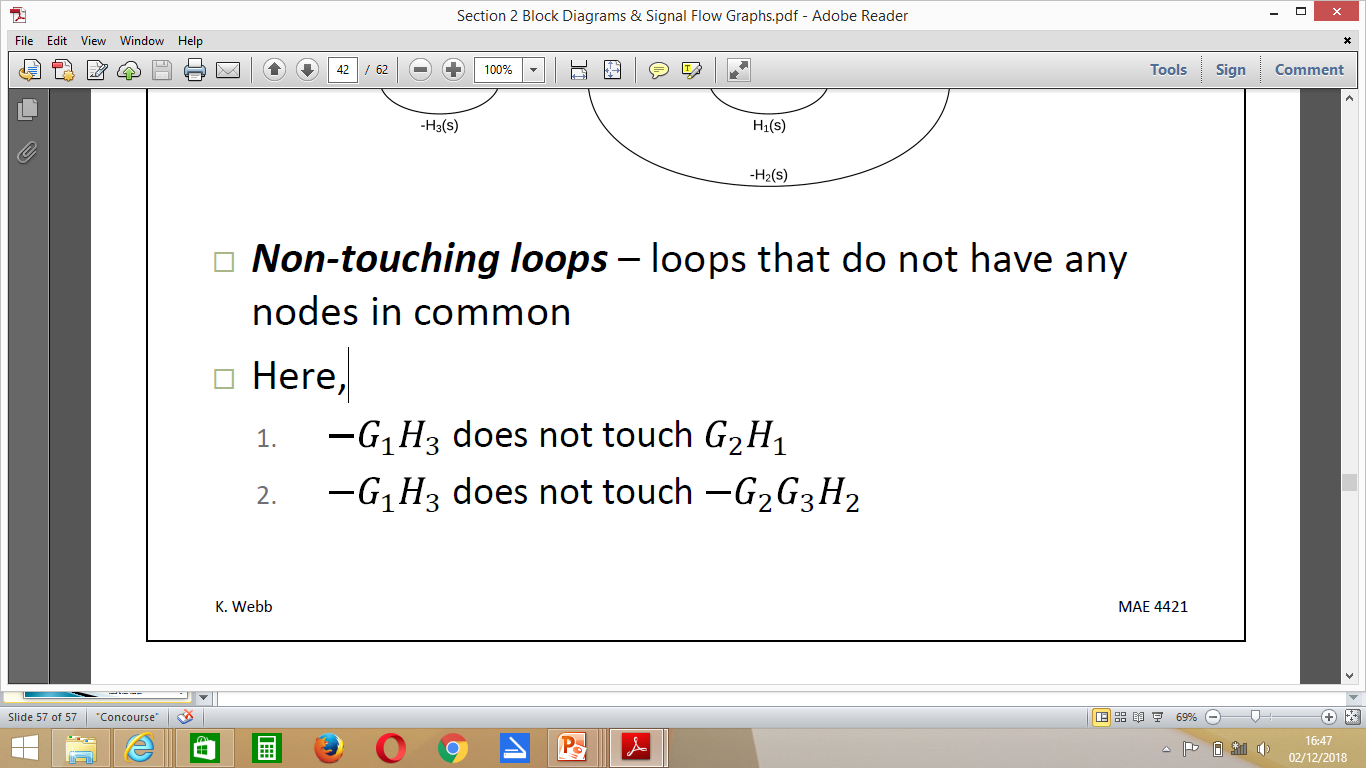 Section 2 Block Diagrams & Signal Flow Graphs.pdf - Adobe Reader
File Edit View Window Help
42 / 62 100% Tools Sign Comment
-H₃(s) H₁(s)
-H₂(s)
Non-touching loops – loops that do not have any
nodes in common
Here,
1. −G₁H₃ does not touch G₂H₁
2. −G₁H₃ does not touch −G₂G₃H₂
K. Webb MAE 4421
Slide 57 of 57 "Concourse" 69%
16:47
02/12/2018